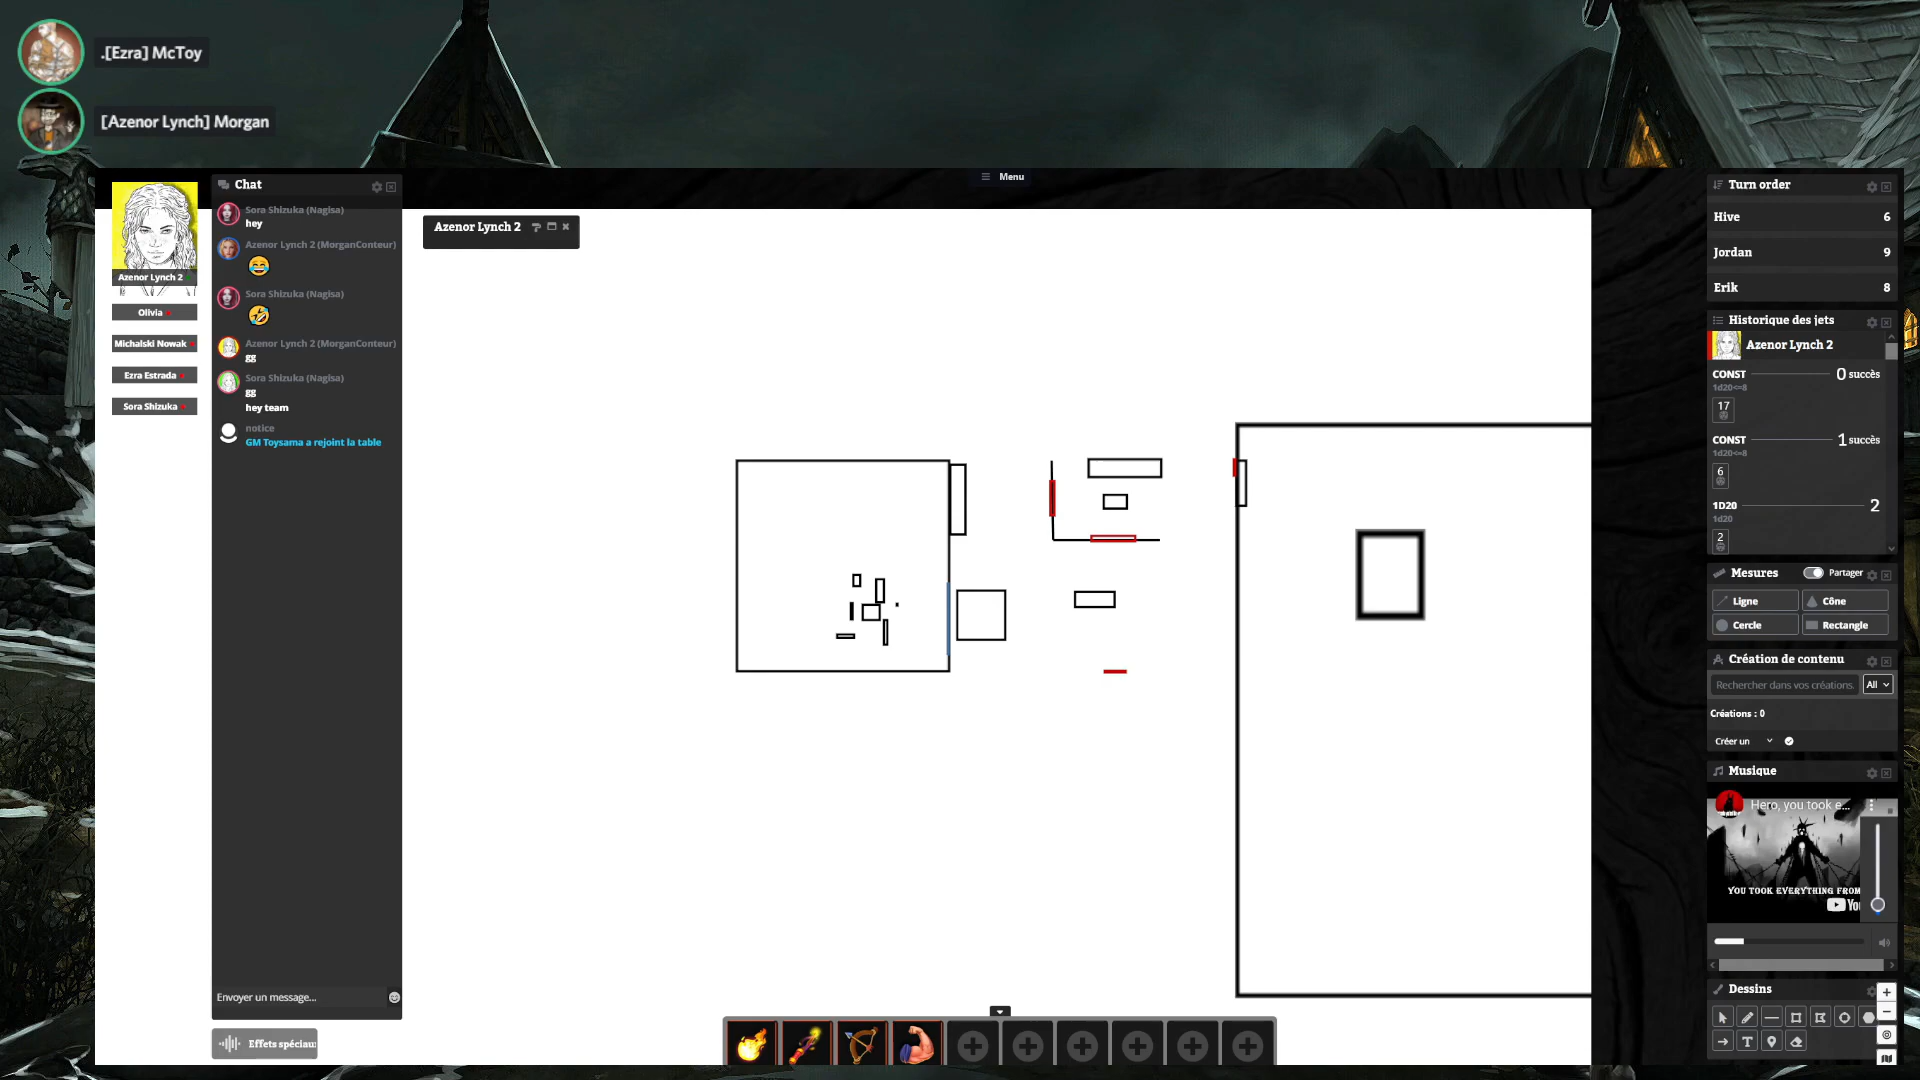 .[Ezra] McToy
[Azenor Lynch] Morgan
Menu
Azenor Lynch 2
Olivia
Michalski Nowak
Ezra Estrada
Sora Shizuka
Chat
Sora Shizuka (Nagisa)
hey
Azenor Lynch 2 (MorganConteur)
😂
Sora Shizuka (Nagisa)
🤣
Azenor Lynch 2 (MorganConteur)
gg
Sora Shizuka (Nagisa)
gg
hey team
notice
GM Toysama a rejoint la table
Envoyer un message...
Effets spéciau
Azenor Lynch 2
Turn order
Hive 6
Jordan 9
Erik 8
Historique des jets
Azenor Lynch 2
CONST 0 succès
1d20<=8
17
CONST 1 succès
1d20<=8
6
1D20 2
1d20
2
Mesures Partager
Ligne Cône
Cercle Rectangle
Création de contenu
Rechercher dans vos créations. All
Créations : 0
Créer un
Musique
Hero, you took e...
YOU TOOK EVERYTHING FROM
Yo
Dessins